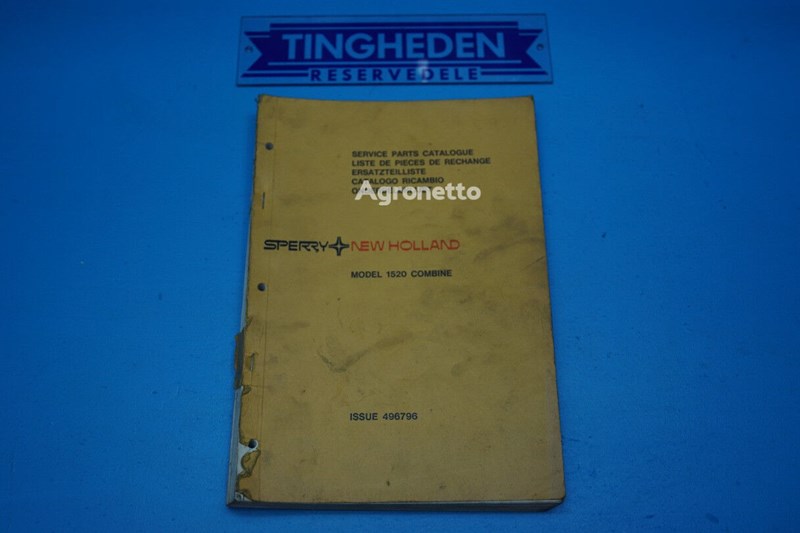 TINGHEDEN
RESERVEDELE
SERVICE PARTS CATALOGUE
LISTE DE PIECES DE RECHANGE
ERSATZTEILLISTE
CATALOGO RICAMBIO
Agronetto
SPERRY NEW HOLLAND
MODEL 1520 COMBINE
ISSUE 496796